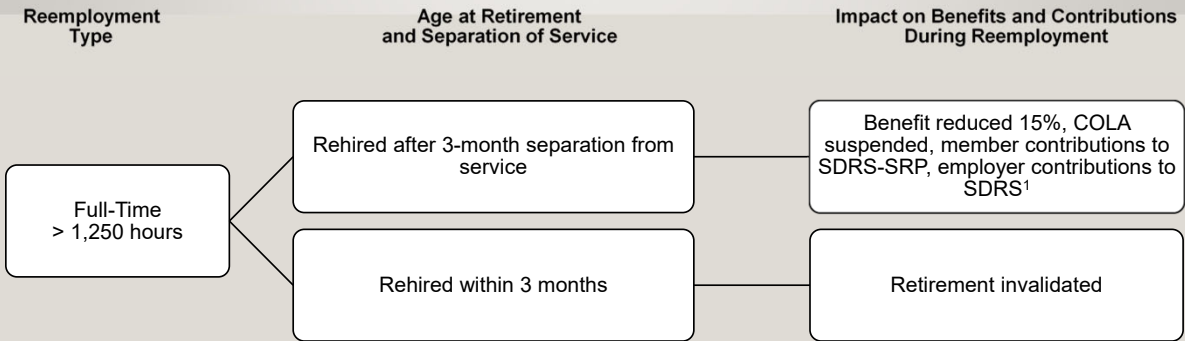 Reemployment
Type
Age at Retirement
and Separation of Service
Impact on Benefits and Contributions
During Reemployment
Full-Time
> 1,250 hours
Rehired after 3-month separation from
service
Benefit reduced 15%, COLA
suspended, member contributions to
SDRS-SRP, employer contributions to
SDRS¹
Rehired within 3 months
Retirement invalidated